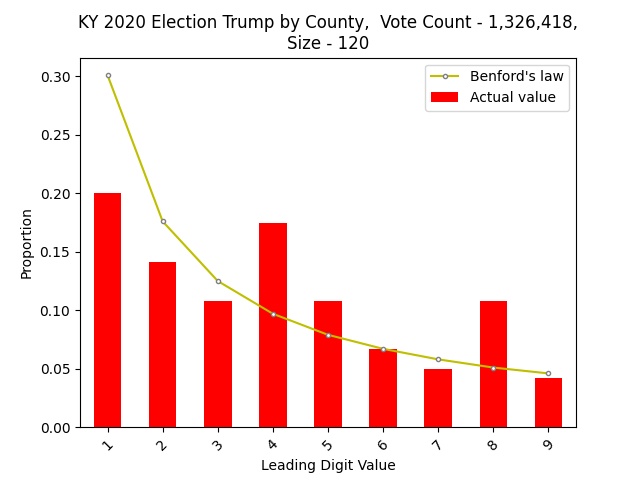 KY 2020 Election Trump by County,  Vote Count - 1,326,418,
Size - 120
Benford's law
Actual value
0.30
0.25
0.20
0.15
0.10
0.05
0.00
Proportion
1 2 3 4 5 6 7 8 9
Leading Digit Value